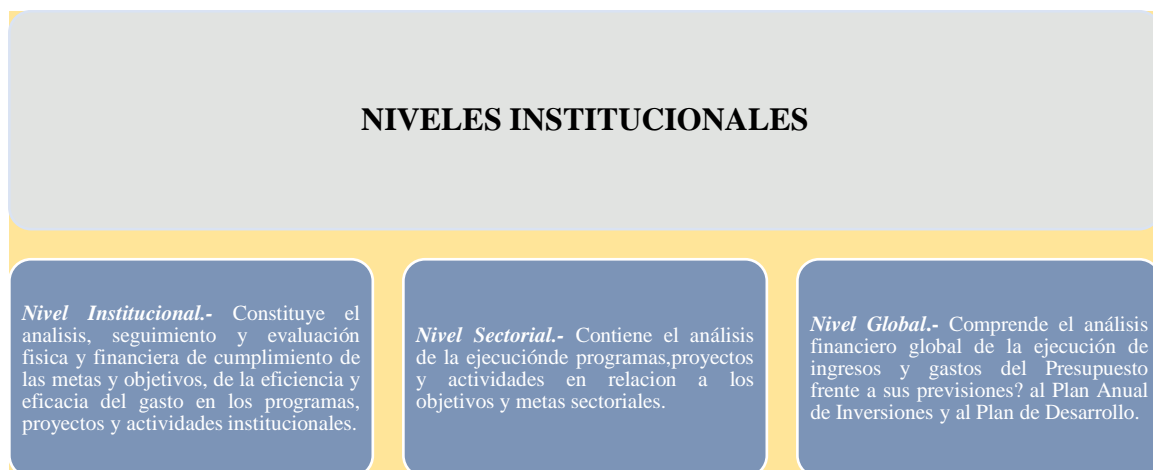 NIVELES INSTITUCIONALES
Nivel Institucional.- Constituye el
analisis, seguimiento y evaluación
fisica y financiera de cumplimiento de
las metas y objetivos, de la eficiencia y
eficacia del gasto en los programas,
proyectos y actividades institucionales.
Nivel Sectorial.- Contiene el análisis
de la ejecuciónde programas,proyectos
y actividades en relacion a los
objetivos y metas sectoriales.
Nivel Global.- Comprende el análisis
financiero global de la ejecución de
ingresos y gastos del Presupuesto
frente a sus previsiones? al Plan Anual
de Inversiones y al Plan de Desarrollo.